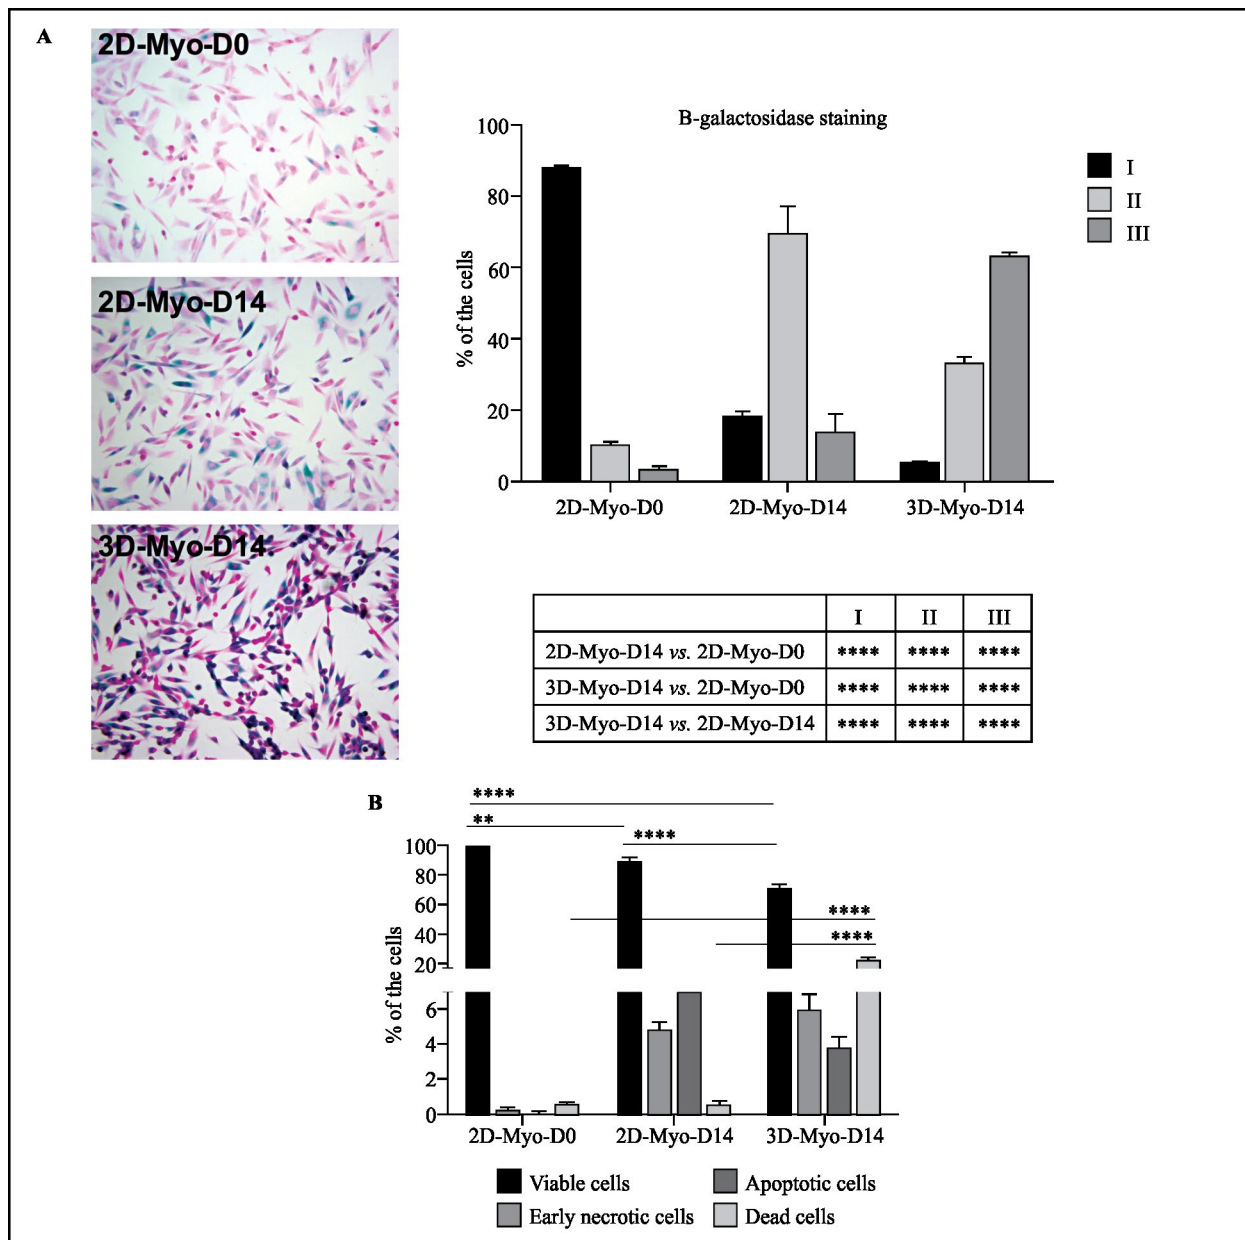 A
2D-Myo-D0
2D-Myo-D14
3D-Myo-D14
B-galactosidase staining
% of the cells
100
80
60
40
20
0
2D-Myo-D0 2D-Myo-D14 3D-Myo-D14
I
II
III
I II III
2D-Myo-D14 vs. 2D-Myo-D0 **** **** ****
3D-Myo-D14 vs. 2D-Myo-D0 **** **** ****
3D-Myo-D14 vs. 2D-Myo-D14 **** **** ****
B
****
**
****
****
****
% of the cells
100
80
60
40
20
6
4
2
0
2D-Myo-D0 2D-Myo-D14 3D-Myo-D14
Viable cells Apoptotic cells
Early necrotic cells Dead cells